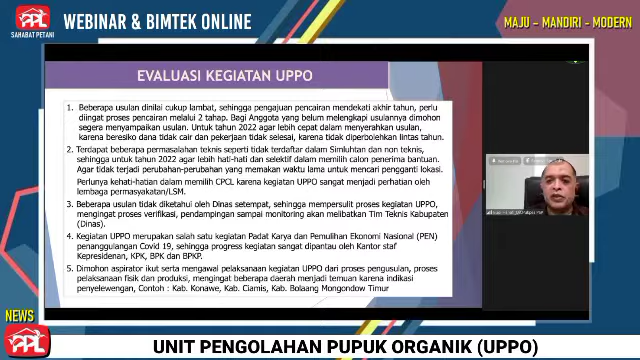 PPL
SAHABAT PETANI
WEBINAR & BIMTEK ONLINE
MAJU – MANDIRI – MODERN
EVALUASI KEGIATAN UPPO
1. Beberapa usulan dinilai cukup lambat, sehingga pengajuan pencairan mendekati akhir tahun, perlu
diingat proses pencairan melalui 2 tahap. Bagi Anggota yang belum melengkapi usulannya dimohon
segera menyampaikan usulan. Untuk tahun 2022 agar lebih cepat dalam menyerahkan usulan,
karena beresiko dana tidak cair dan pekerjaan tidak selesai, karena tidak diperbolehkan lintas tahun.
2. Terdapat beberapa permasalahan teknis seperti tidak terdaftar dalam Simluhtan dan non teknis,
sehingga untuk tahun 2022 agar lebih hati-hati dan selektif dalam memilih calon penerima bantuan.
Agar tidak terjadi perubahan-perubahan yang memakan waktu lama untuk mencari pengganti lokasi.
Perlunya kehati-hatian dalam memilih CPCL karena kegiatan UPPO sangat menjadi perhatian oleh
lembaga permasyakatan/LSM.
3. Beberapa usulan tidak diketahui oleh Dinas setempat, sehingga mempersulit proses kegiatan UPPO,
mengingat proses verifikasi, pendampingan sampai monitoring akan melibatkan Tim Teknis Kabupaten
(Dinas).
4. Kegiatan UPPO merupakan salah satu kegiatan Padat Karya dan Pemulihan Ekonomi Nasional (PEN)
penanggulangan Covid 19, sehingga progress kegiatan sangat dipantau oleh Kantor staf
Kepresidenan, KPK, BPK dan BPKP.
5. Dimohon aspirator ikut serta mengawal pelaksanaan kegiatan UPPO dari proses pengusulan, proses
pelaksanaan fisik dan produksi, mengingat beberapa daerah menjadi temuan karena indikasi
penyelewengan, Contoh : Kab. Konawe, Kab. Ciamis, Kab. Bolaang Mongondow Timur
NEWS
PPL
UNIT PENGOLAHAN PUPUK ORGANIK (UPPO)